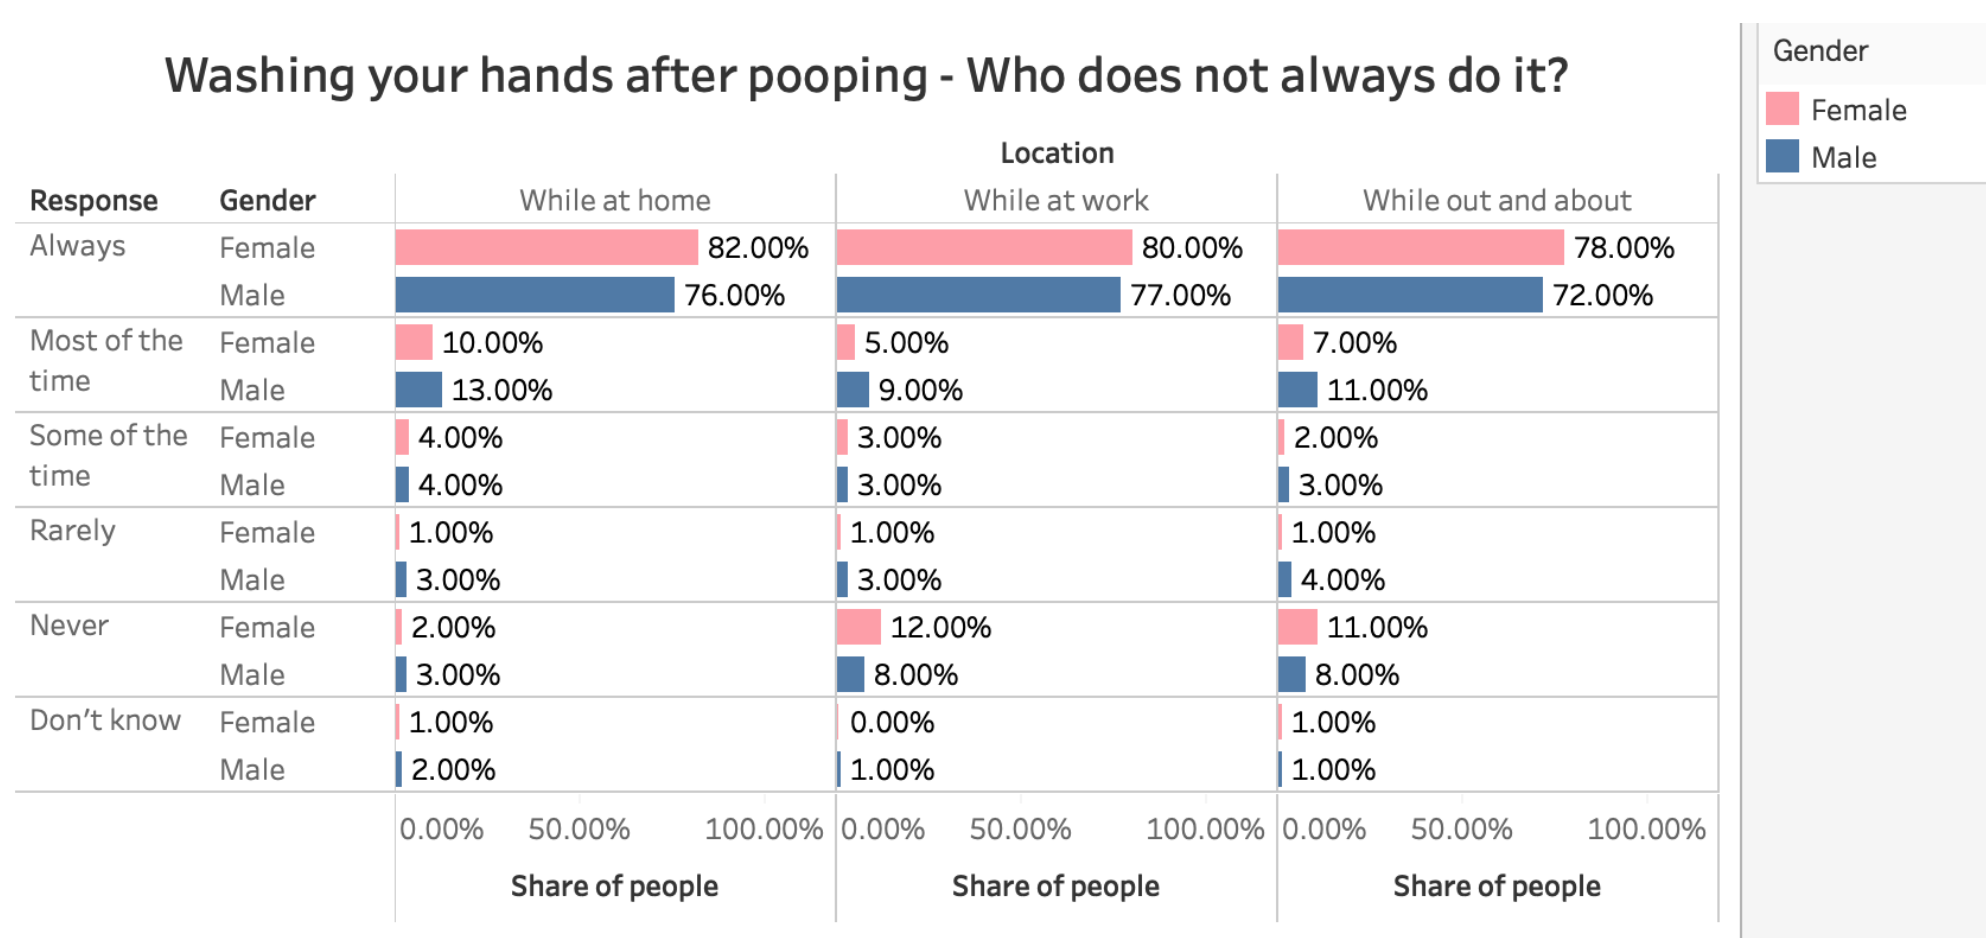 Washing your hands after pooping - Who does not always do it?
Gender
Female
Male
Location
Response Gender While at home While at work While out and about
Always Female 82.00% 80.00% 78.00%
Male 76.00% 77.00% 72.00%
Most of the time Female 10.00% 5.00% 7.00%
Male 13.00% 9.00% 11.00%
Some of the time Female 4.00% 3.00% 2.00%
Male 4.00% 3.00% 3.00%
Rarely Female 1.00% 1.00% 1.00%
Male 3.00% 3.00% 4.00%
Never Female 2.00% 12.00% 11.00%
Male 3.00% 8.00% 8.00%
Don't know Female 1.00% 0.00% 1.00%
Male 2.00% 1.00% 1.00%
0.00% 50.00% 100.00% 0.00% 50.00% 100.00% 0.00% 50.00% 100.00%
Share of people Share of people Share of people